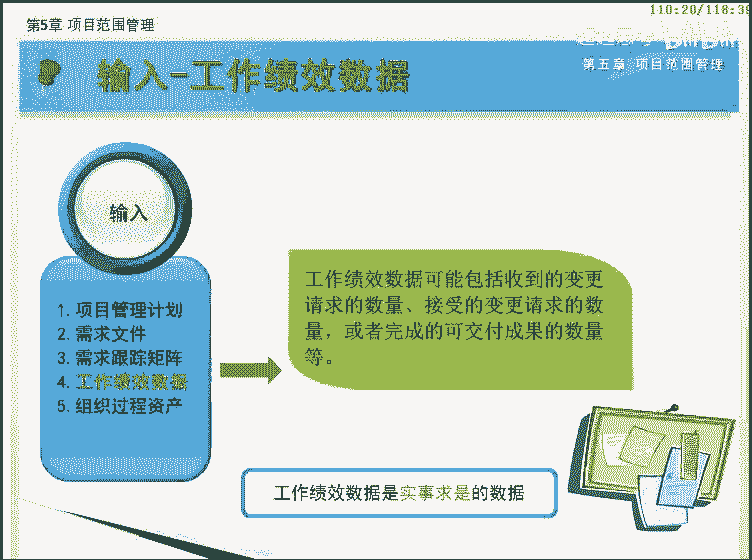 110:20/118:39
第5章 项目范围管理
输入-工作绩效数据
第五章 项目范围管理
输入
1. 项目管理计划
2. 需求文件
3. 需求跟踪矩阵
4. 工作绩效数据
5. 组织过程资产
工作绩效数据可能包括收到的变更
请求的数量、接受的变更请求的数
量，或者完成的可交付成果的数量
等。
工作绩效数据是实事求是的数据